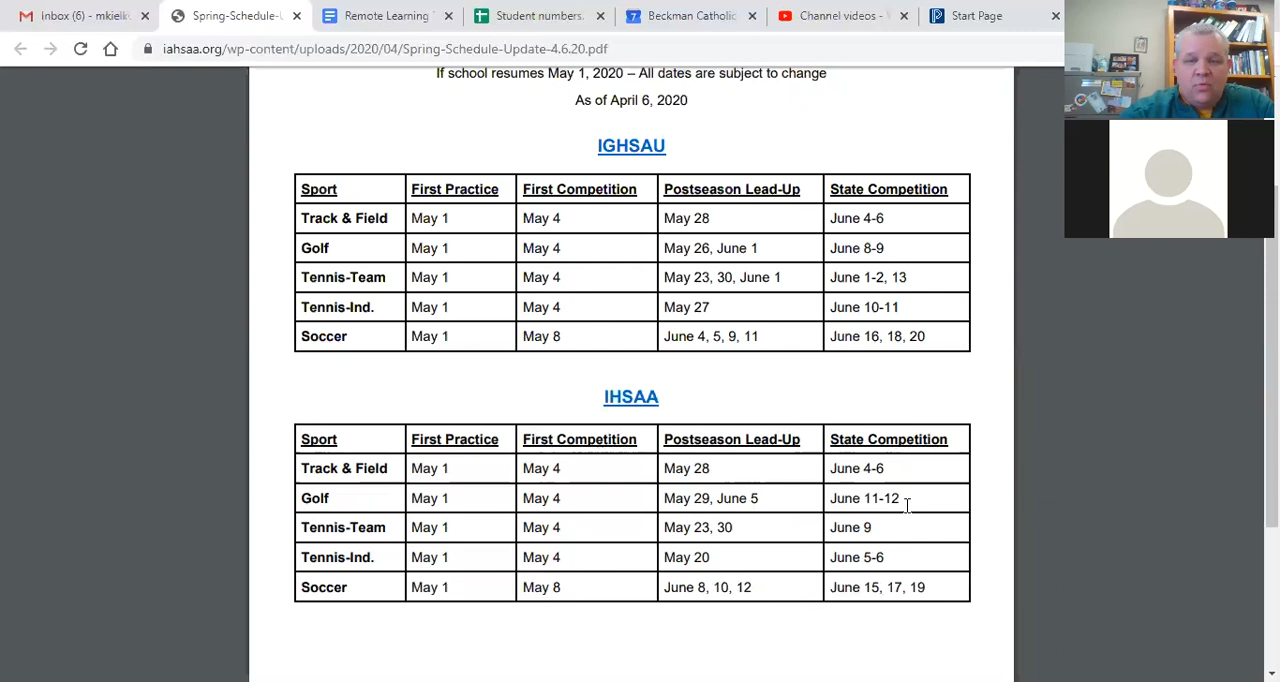 Inbox (6) - mkielk
Spring-Schedule-U
Remote Learning
Student numbers.
Beckman Catholic
Channel videos -
Start Page
iahsaa.org/wp-content/uploads/2020/04/Spring-Schedule-Update-4.6.20.pdf
If school resumes May 1, 2020 – All dates are subject to change
As of April 6, 2020
IGHSAU
Sport First Practice First Competition Postseason Lead-Up State Competition
Track & Field May 1 May 4 May 28 June 4-6
Golf May 1 May 4 May 26, June 1 June 8-9
Tennis-Team May 1 May 4 May 23, 30, June 1 June 1-2, 13
Tennis-Ind. May 1 May 4 May 27 June 10-11
Soccer May 1 May 8 June 4, 5, 9, 11 June 16, 18, 20
IHSAA
Sport First Practice First Competition Postseason Lead-Up State Competition
Track & Field May 1 May 4 May 28 June 4-6
Golf May 1 May 4 May 29, June 5 June 11-12
Tennis-Team May 1 May 4 May 23, 30 June 9
Tennis-Ind. May 1 May 4 May 20 June 5-6
Soccer May 1 May 8 June 8, 10, 12 June 15, 17, 19